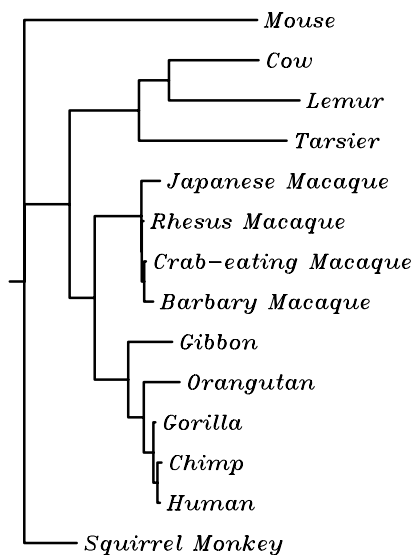 Mouse
Cow
Lemur
Tarsier
Japanese Macaque
Rhesus Macaque
Crab-eating Macaque
Barbary Macaque
Gibbon
Orangutan
Gorilla
Chimp
Human
Squirrel Monkey